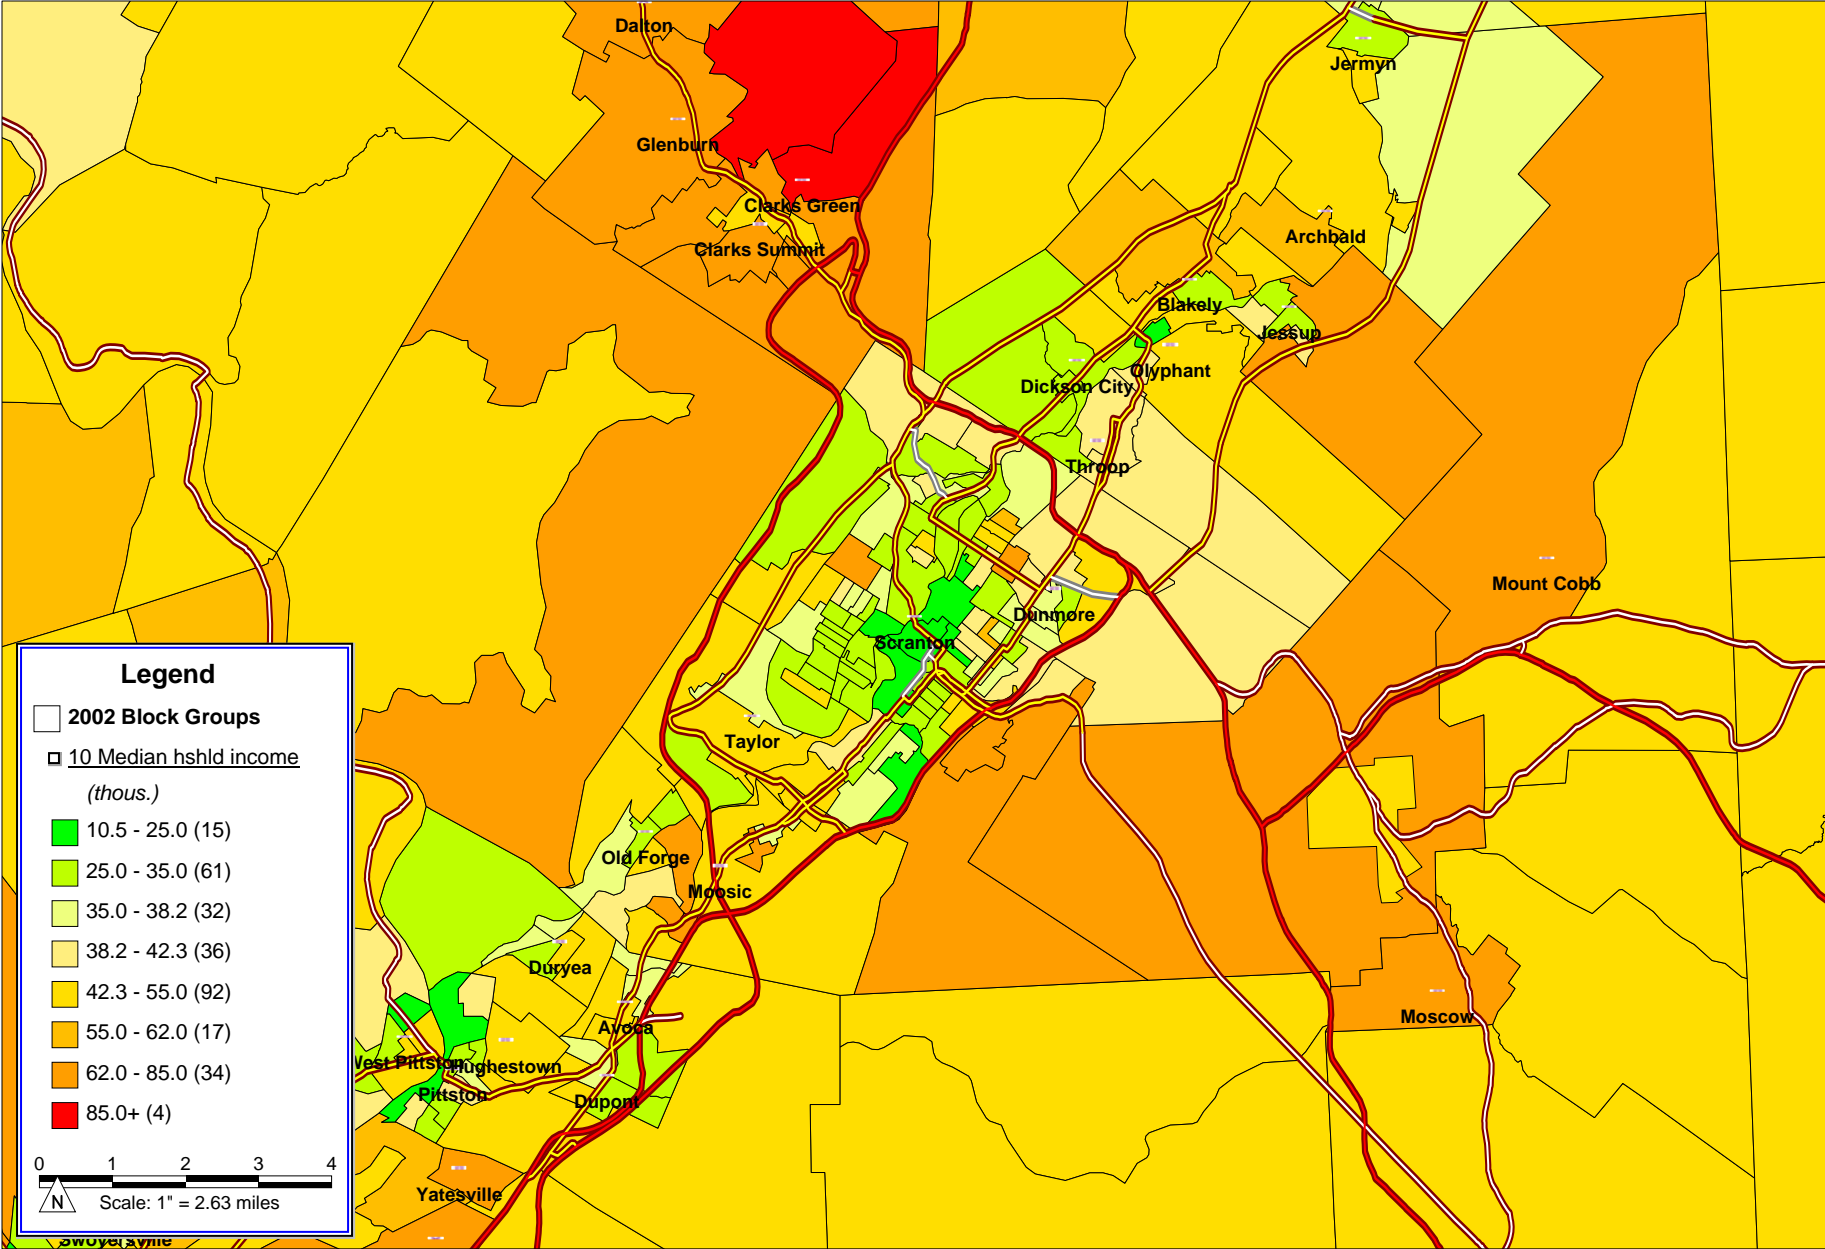 Dalton
Jermyn
Glenburn
Clarks Green
Archbald
Clarks Summit
Blakely
Jessup
Olyphant
Dickson City
Throop
Mount Cobb
Dunmore
Scranton
Taylor
Old Forge
Moosic
Duryea
Moscow
Avoca
West Pittston
Hughestown
Pittston
Dupont
Yatesville
Swoyersville
Legend
2002 Block Groups
10 Median hshld income
(thous.)
10.5 - 25.0 (15)
25.0 - 35.0 (61)
35.0 - 38.2 (32)
38.2 - 42.3 (36)
42.3 - 55.0 (92)
55.0 - 62.0 (17)
62.0 - 85.0 (34)
85.0+ (4)
0 1 2 3 4
N
Scale: 1" = 2.63 miles